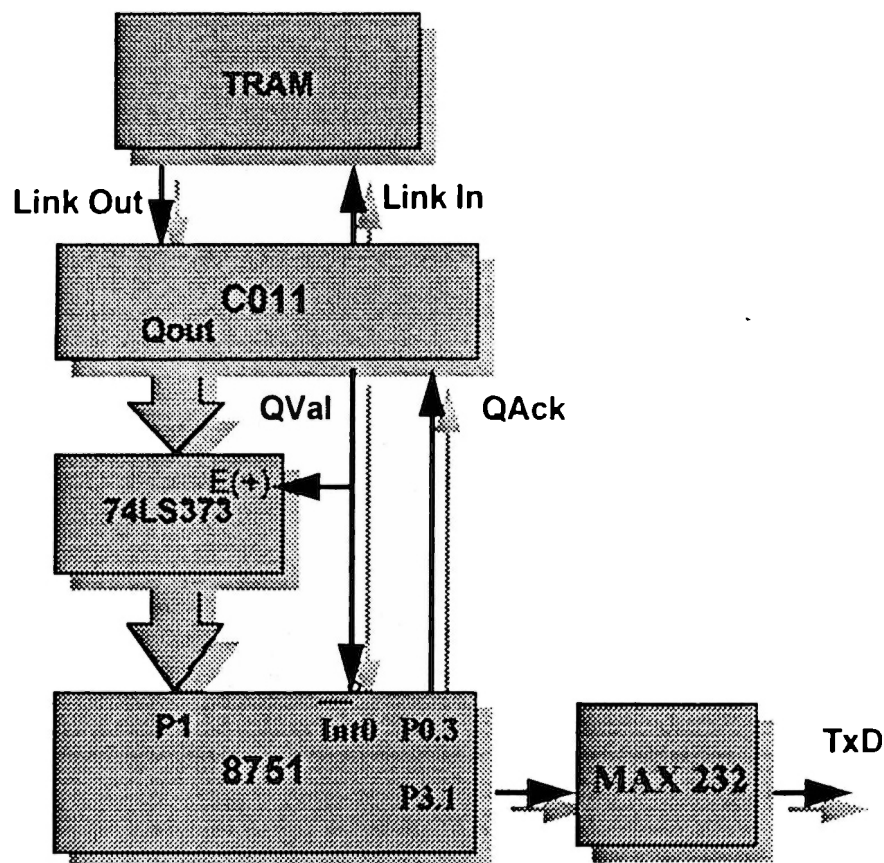 TRAM
Link Out
Link In
C011
Qout
QVal
QAck
E(+)
74LS373
P1
Int0
P0.3
8751
P3.1
MAX 232
TxD